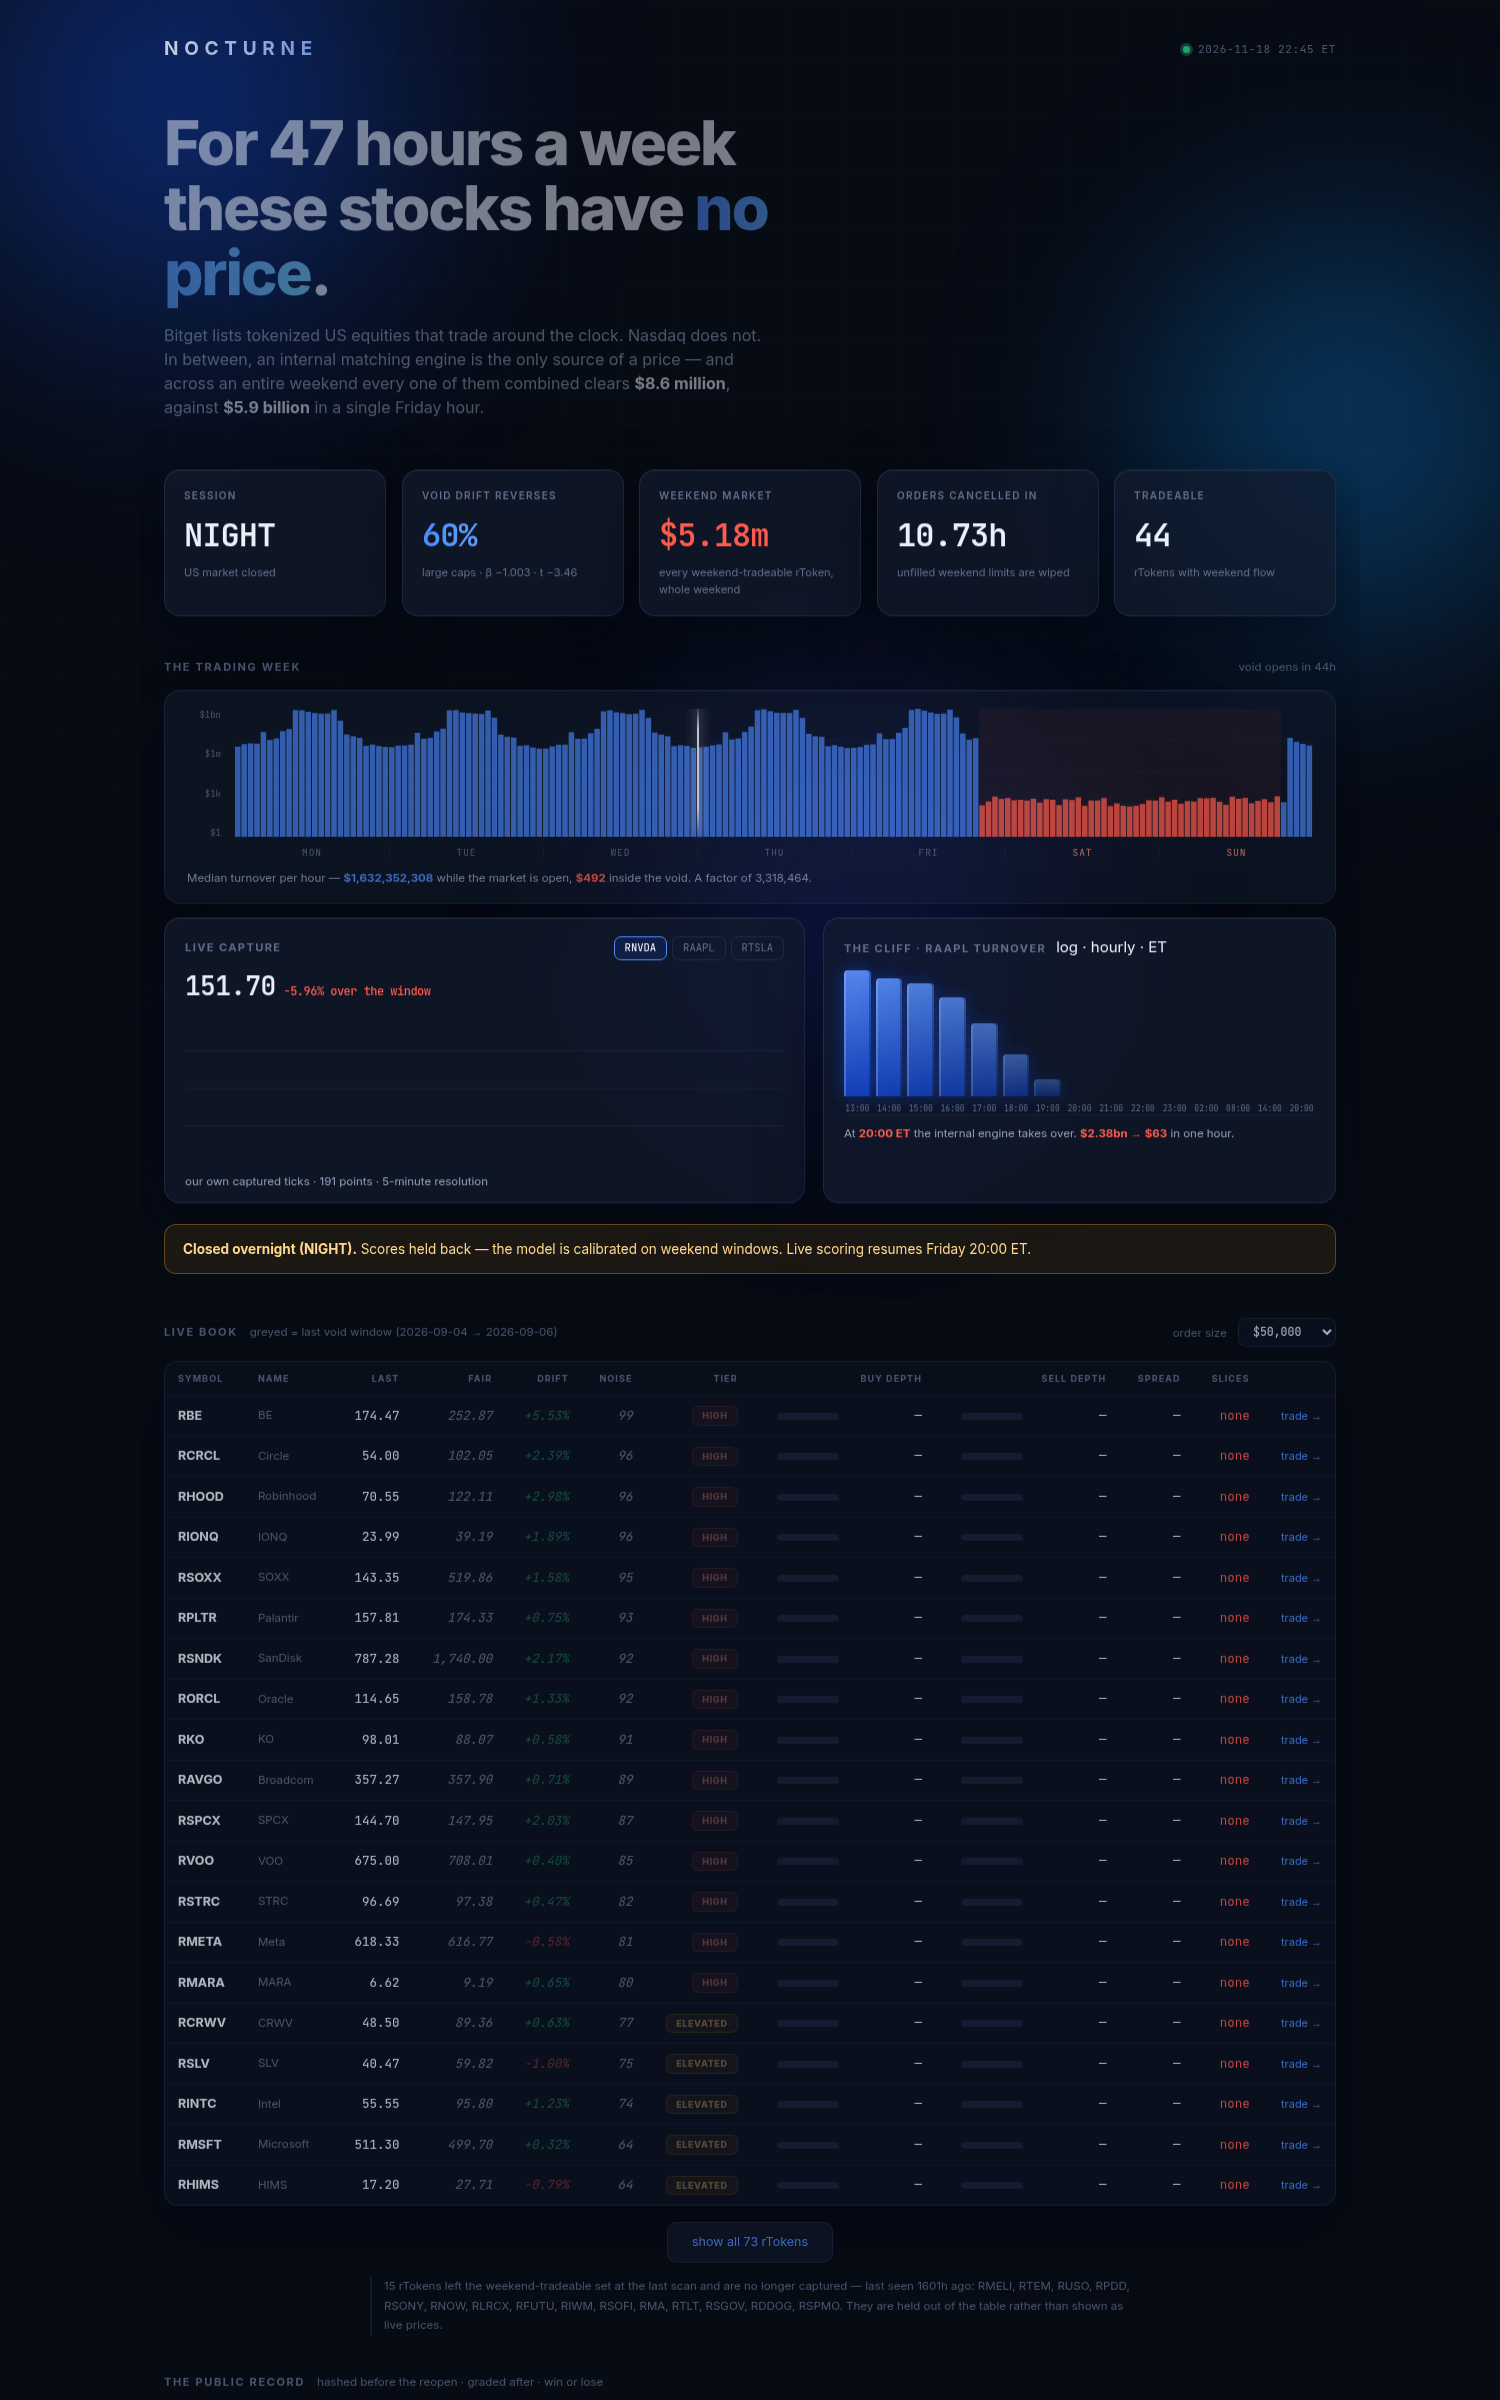 NOCTURNE
2026-11-18 22:45 ET
For 47 hours a week
these stocks have no
price.
Bitget lists tokenized US equities that trade around the clock. Nasdaq does not.
In between, an internal matching engine is the only source of a price — and
across an entire weekend every one of them combined clears $8.6 million,
against $5.9 billion in a single Friday hour.
SESSION
NIGHT
US market closed
VOID DRIFT REVERSES
60%
large caps · β −1.003 · t −3.46
WEEKEND MARKET
$5.18m
every weekend-tradeable rToken,
whole weekend
ORDERS CANCELLED IN
10.73h
unfilled weekend limits are wiped
TRADEABLE
44
rTokens with weekend flow
THE TRADING WEEK
void opens in 44h
$1bn
$1m
$1k
$1
MON TUE WED THU FRI SAT SUN
Median turnover per hour — $1,632,352,308 while the market is open, $492 inside the void. A factor of 3,318,464.
LIVE CAPTURE
RNVDA RAAPL RTSLA
151.70 -5.96% over the window
our own captured ticks · 191 points · 5-minute resolution
THE CLIFF · RAAPL TURNOVER log · hourly · ET
13:00 14:00 15:00 16:00 17:00 18:00 19:00 20:00 21:00 22:00 23:00 02:00 08:00 14:00 20:00
At 20:00 ET the internal engine takes over. $2.38bn → $63 in one hour.
Closed overnight (NIGHT). Scores held back — the model is calibrated on weekend windows. Live scoring resumes Friday 20:00 ET.
LIVE BOOK greyed = last void window (2026-09-04 → 2026-09-06)
order size $50,000
SYMBOL NAME LAST FAIR DRIFT NOISE TIER BUY DEPTH SELL DEPTH SPREAD SLICES
RBE BE 174.47 252.87 +5.53% 99 HIGH — — — none trade →
RCRCL Circle 54.00 102.05 +2.39% 96 HIGH — — — none trade →
RHOOD Robinhood 70.55 122.11 +2.98% 96 HIGH — — — none trade →
RIONQ IONQ 23.99 39.19 +1.89% 96 HIGH — — — none trade →
RSOXX SOXX 143.35 519.86 +1.58% 95 HIGH — — — none trade →
RPLTR Palantir 157.81 174.33 +0.75% 93 HIGH — — — none trade →
RSNDK SanDisk 787.28 1,740.00 +2.17% 92 HIGH — — — none trade →
RORCL Oracle 114.65 158.78 +1.33% 92 HIGH — — — none trade →
RKO KO 98.01 88.07 +0.58% 91 HIGH — — — none trade →
RAVGO Broadcom 357.27 357.90 +0.71% 89 HIGH — — — none trade →
RSPCX SPCX 144.70 147.95 +2.03% 87 HIGH — — — none trade →
RVOO VOO 675.00 708.01 +0.40% 85 HIGH — — — none trade →
RSTRC STRC 96.69 97.38 +0.47% 82 HIGH — — — none trade →
RMETA Meta 618.33 616.77 -0.58% 81 HIGH — — — none trade →
RMARA MARA 6.62 9.19 +0.65% 80 HIGH — — — none trade →
RCRWV CRWV 48.50 89.36 +0.63% 77 ELEVATED — — — none trade →
RSLV SLV 40.47 59.82 -1.00% 75 ELEVATED — — — none trade →
RINTC Intel 55.55 95.80 +1.23% 74 ELEVATED — — — none trade →
RMSFT Microsoft 511.30 499.70 +0.32% 64 ELEVATED — — — none trade →
RHIMS HIMS 17.20 27.71 -0.79% 64 ELEVATED — — — none trade →
show all 73 rTokens
15 rTokens left the weekend-tradeable set at the last scan and are no longer captured — last seen 1601h ago: RMELI, RTEM, RUSO, RPDD,
RSONY, RNOW, RLRCX, RFUTU, RIWM, RSOFI, RMA, RTLT, RSGOV, RDDOG, RSPMO. They are held out of the table rather than shown as
live prices.
THE PUBLIC RECORD hashed before the reopen · graded after · win or lose